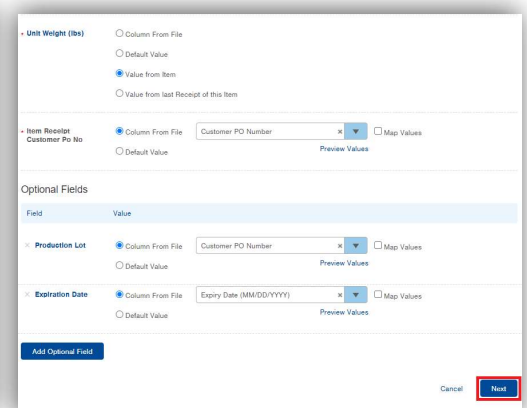 * Unit Weight (lbs)
Column From File
Default Value
Value from Item
Value from last Receipt of this Item
* Item Receipt Customer Po No
Column From File
Customer PO Number × ▼
Map Values
Default Value
Preview Values
Optional Fields
Field Value
× Production Lot
Column From File
Customer PO Number × ▼
Map Values
Default Value
Preview Values
× Expiration Date
Column From File
Expiry Date (MM/DD/YYYY) × ▼
Map Values
Default Value
Preview Values
Add Optional Field
Cancel Next